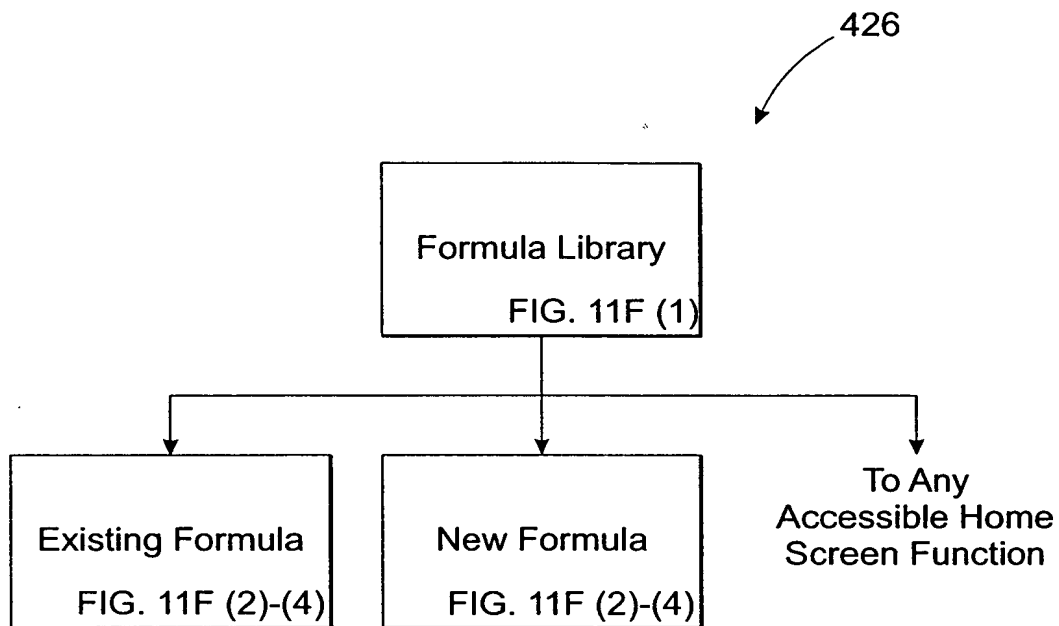 426
Formula Library
FIG. 11F (1)
Existing Formula
FIG. 11F (2)-(4)
New Formula
FIG. 11F (2)-(4)
To Any
Accessible Home
Screen Function